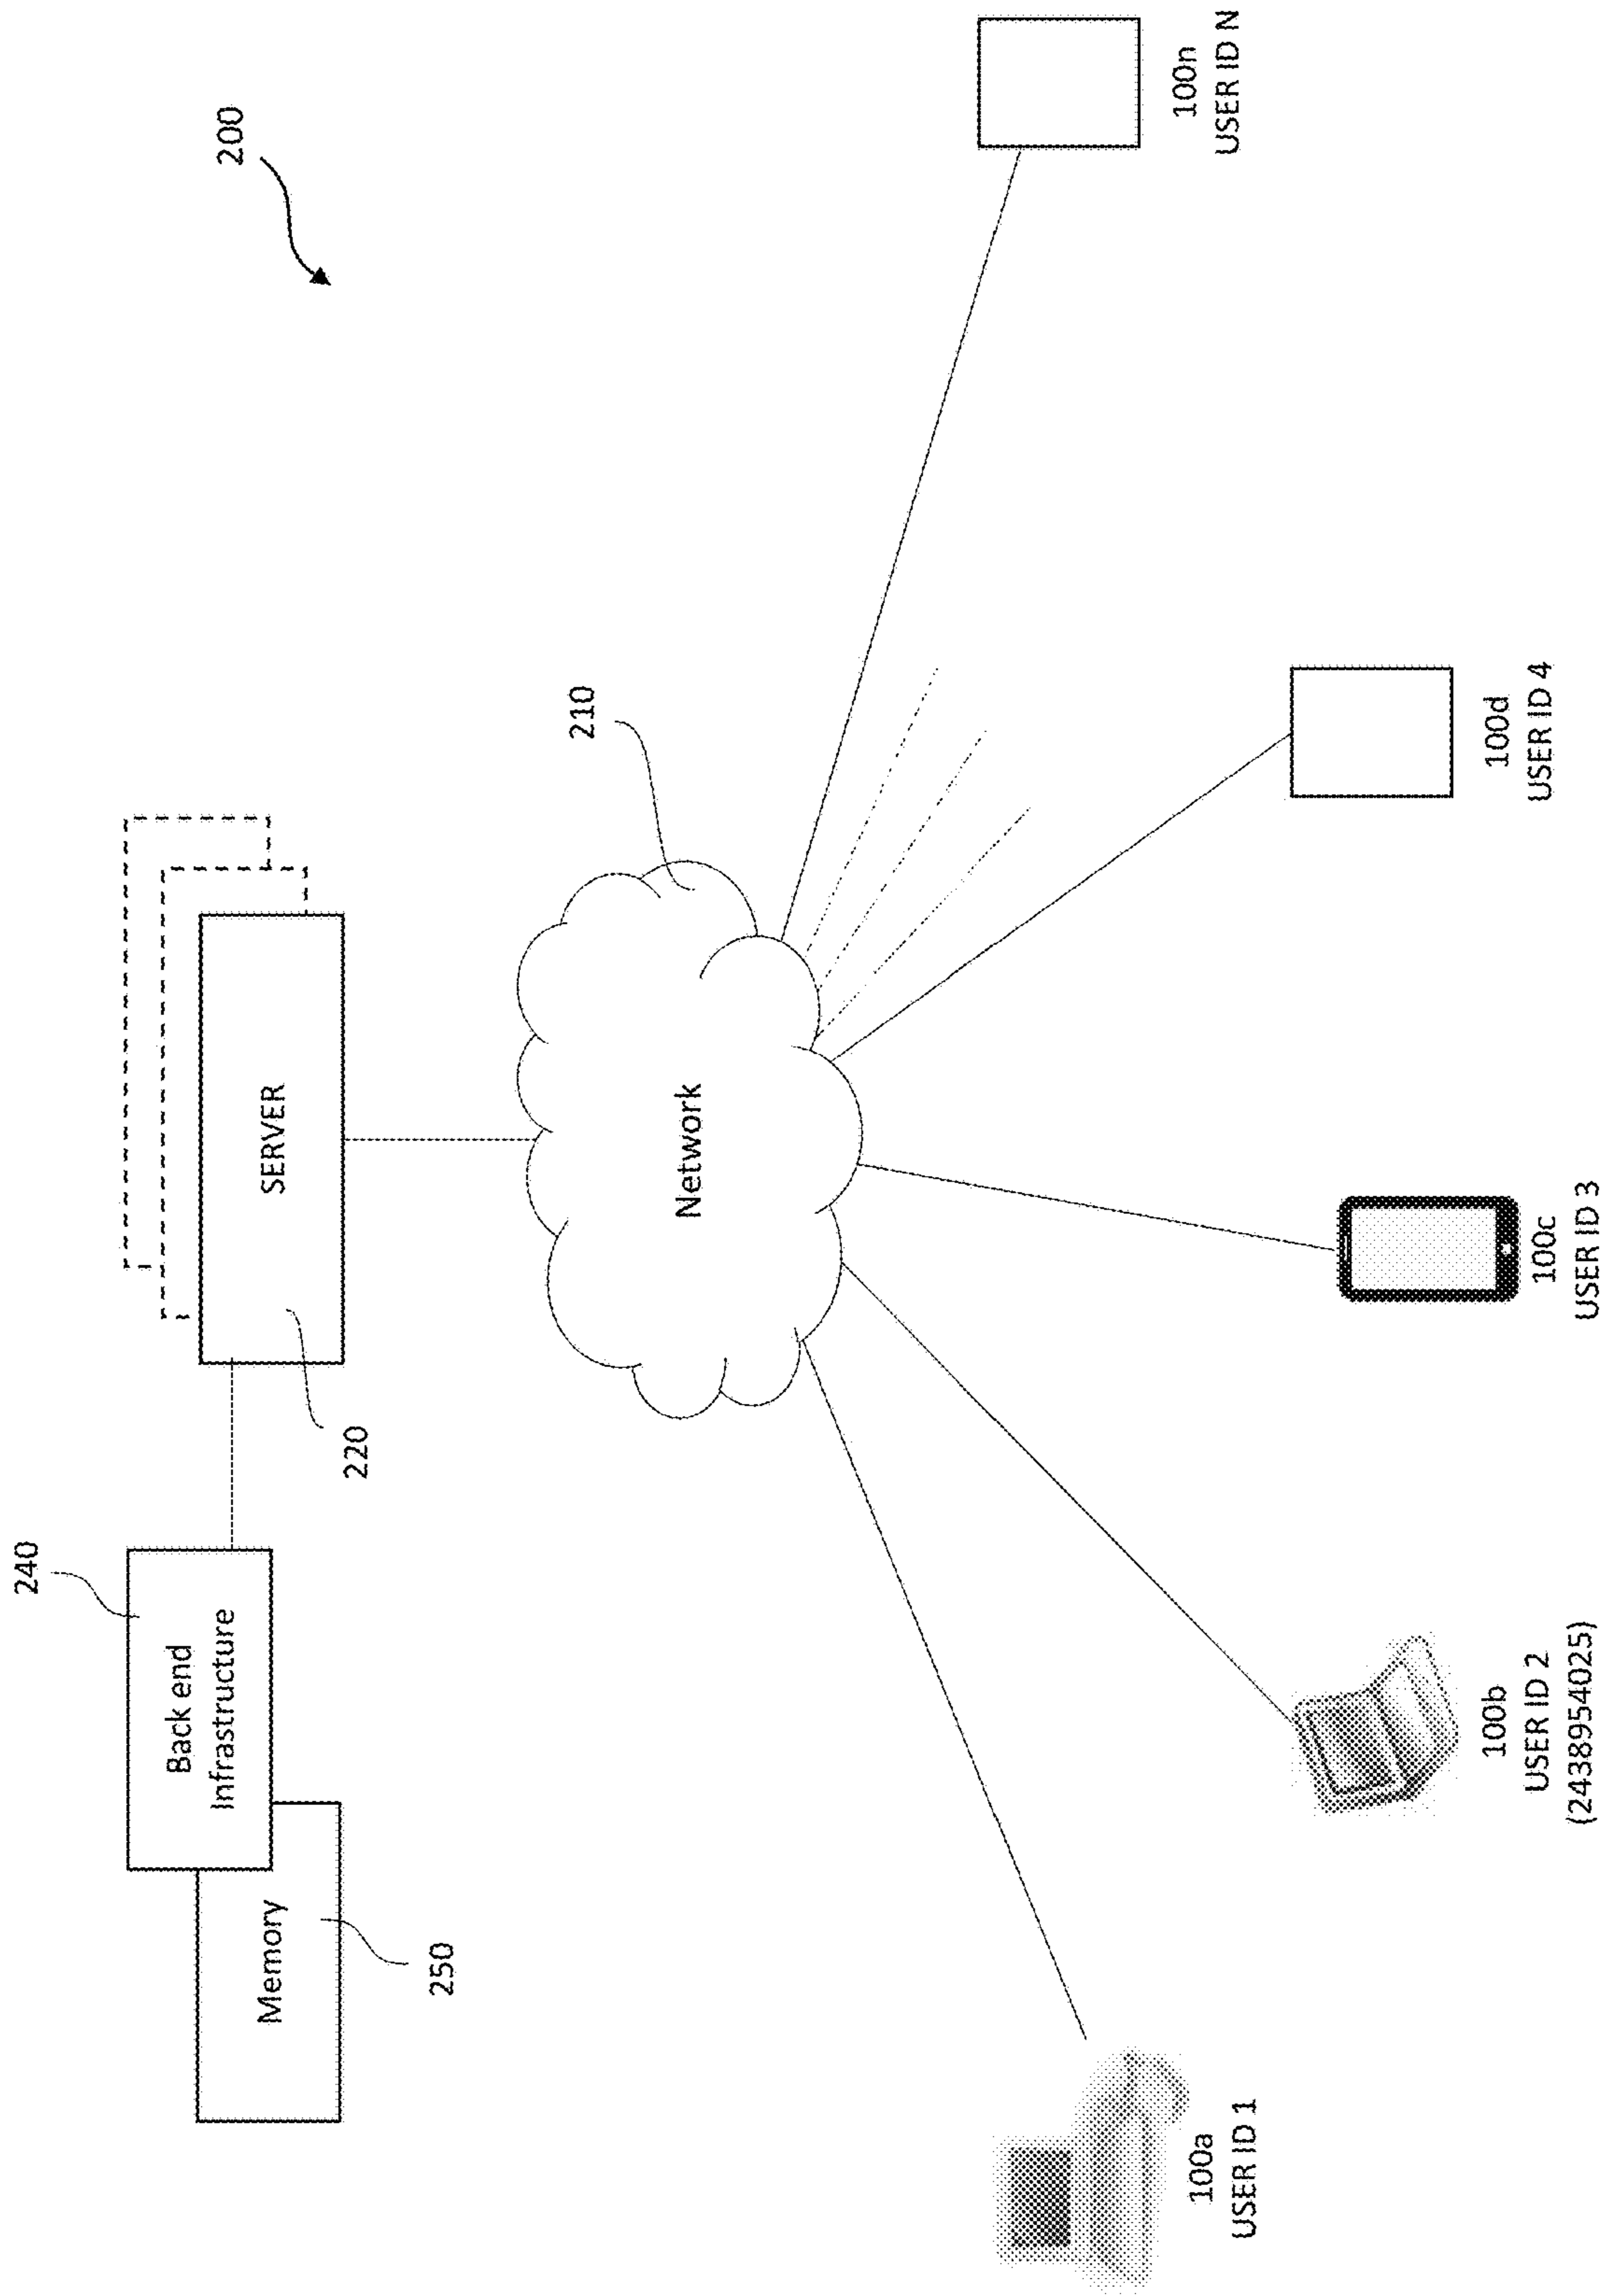 200
240
Back end
Infrastructure
Memory
250
SERVER
220
210
Network
100a
USER ID 1
100b
USER ID 2
(2438954025)
100c
USER ID 3
100d
USER ID 4
100n
USER ID N